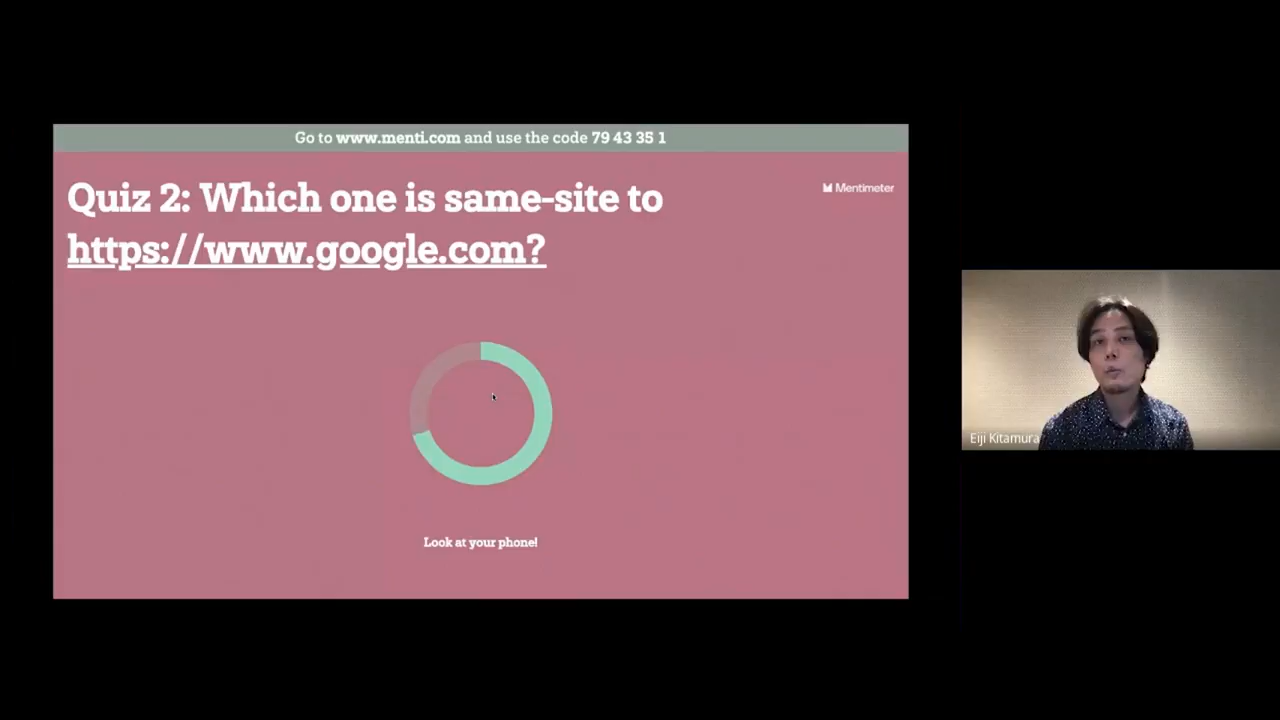 Go to www.menti.com and use the code 79 43 35 1
Quiz 2: Which one is same-site to
https://www.google.com?
Mentimeter
Look at your phone!
Eiji Kitamura